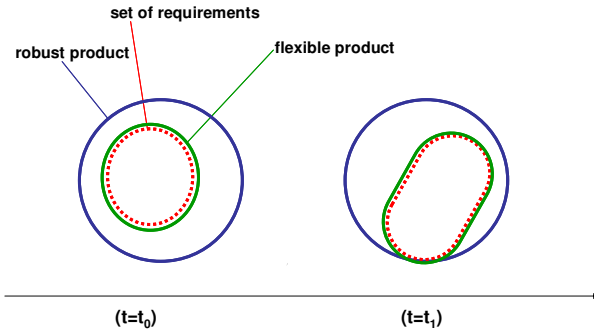 set of requirements
robust product
flexible product
(t=t₀)
(t=t₁)